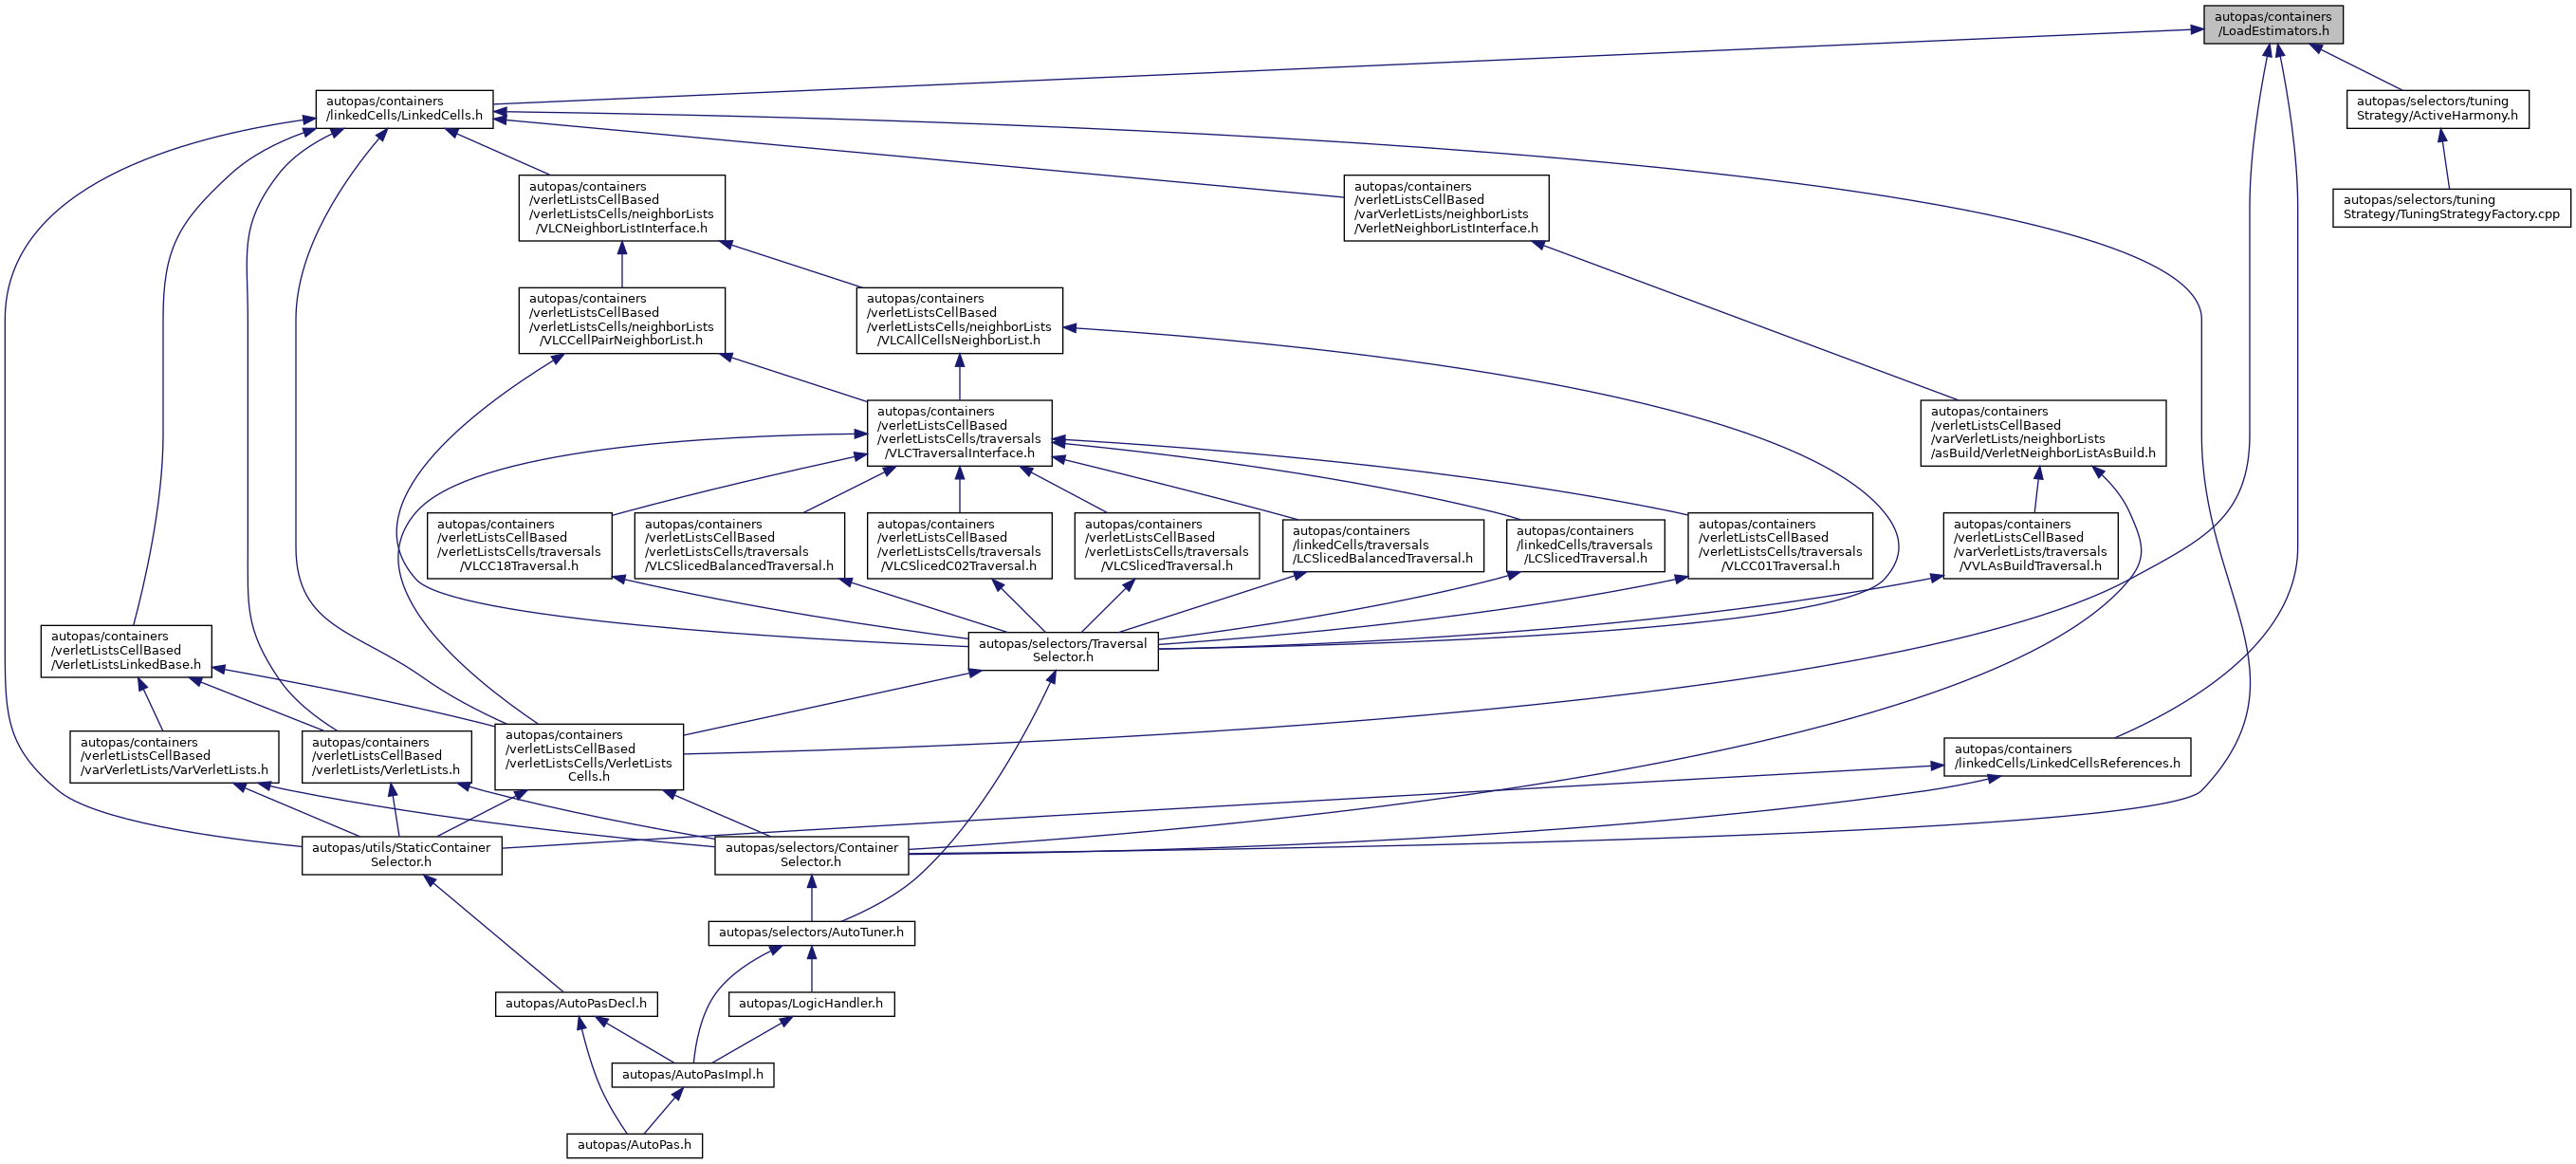 autopas/containers
/LoadEstimators.h
autopas/containers
/linkedCells/LinkedCells.h
autopas/selectors/tuning
Strategy/ActiveHarmony.h
autopas/containers
/verletListsCellBased
/verletListsCells/neighborLists
/VLCNeighborListInterface.h
autopas/containers
/verletListsCellBased
/varVerletLists/neighborLists
/VerletNeighborListInterface.h
autopas/selectors/tuning
Strategy/TuningStrategyFactory.cpp
autopas/containers
/verletListsCellBased
/verletListsCells/neighborLists
/VLCCellPairNeighborList.h
autopas/containers
/verletListsCellBased
/verletListsCells/neighborLists
/VLCAllCellsNeighborList.h
autopas/containers
/verletListsCellBased
/verletListsCells/traversals
/VLCTraversalInterface.h
autopas/containers
/verletListsCellBased
/varVerletLists/neighborLists
/asBuild/VerletNeighborListAsBuild.h
autopas/containers
/verletListsCellBased
/verletListsCells/traversals
/VLCC18Traversal.h
autopas/containers
/verletListsCellBased
/verletListsCells/traversals
/VLCSlicedBalancedTraversal.h
autopas/containers
/verletListsCellBased
/verletListsCells/traversals
/VLCSlicedC02Traversal.h
autopas/containers
/verletListsCellBased
/verletListsCells/traversals
/VLCSlicedTraversal.h
autopas/containers
/linkedCells/traversals
/LCSlicedBalancedTraversal.h
autopas/containers
/linkedCells/traversals
/LCSlicedTraversal.h
autopas/containers
/verletListsCellBased
/verletListsCells/traversals
/VLCC01Traversal.h
autopas/containers
/verletListsCellBased
/varVerletLists/traversals
/VVLAsBuildTraversal.h
autopas/containers
/verletListsCellBased
/VerletListsLinkedBase.h
autopas/selectors/Traversal
Selector.h
autopas/containers
/verletListsCellBased
/varVerletLists/VarVerletLists.h
autopas/containers
/verletListsCellBased
/verletLists/VerletLists.h
autopas/containers
/verletListsCellBased
/verletListsCells/VerletLists
Cells.h
autopas/containers
/linkedCells/LinkedCellsReferences.h
autopas/utils/StaticContainer
Selector.h
autopas/selectors/Container
Selector.h
autopas/selectors/AutoTuner.h
autopas/AutoPasDecl.h
autopas/LogicHandler.h
autopas/AutoPasImpl.h
autopas/AutoPas.h